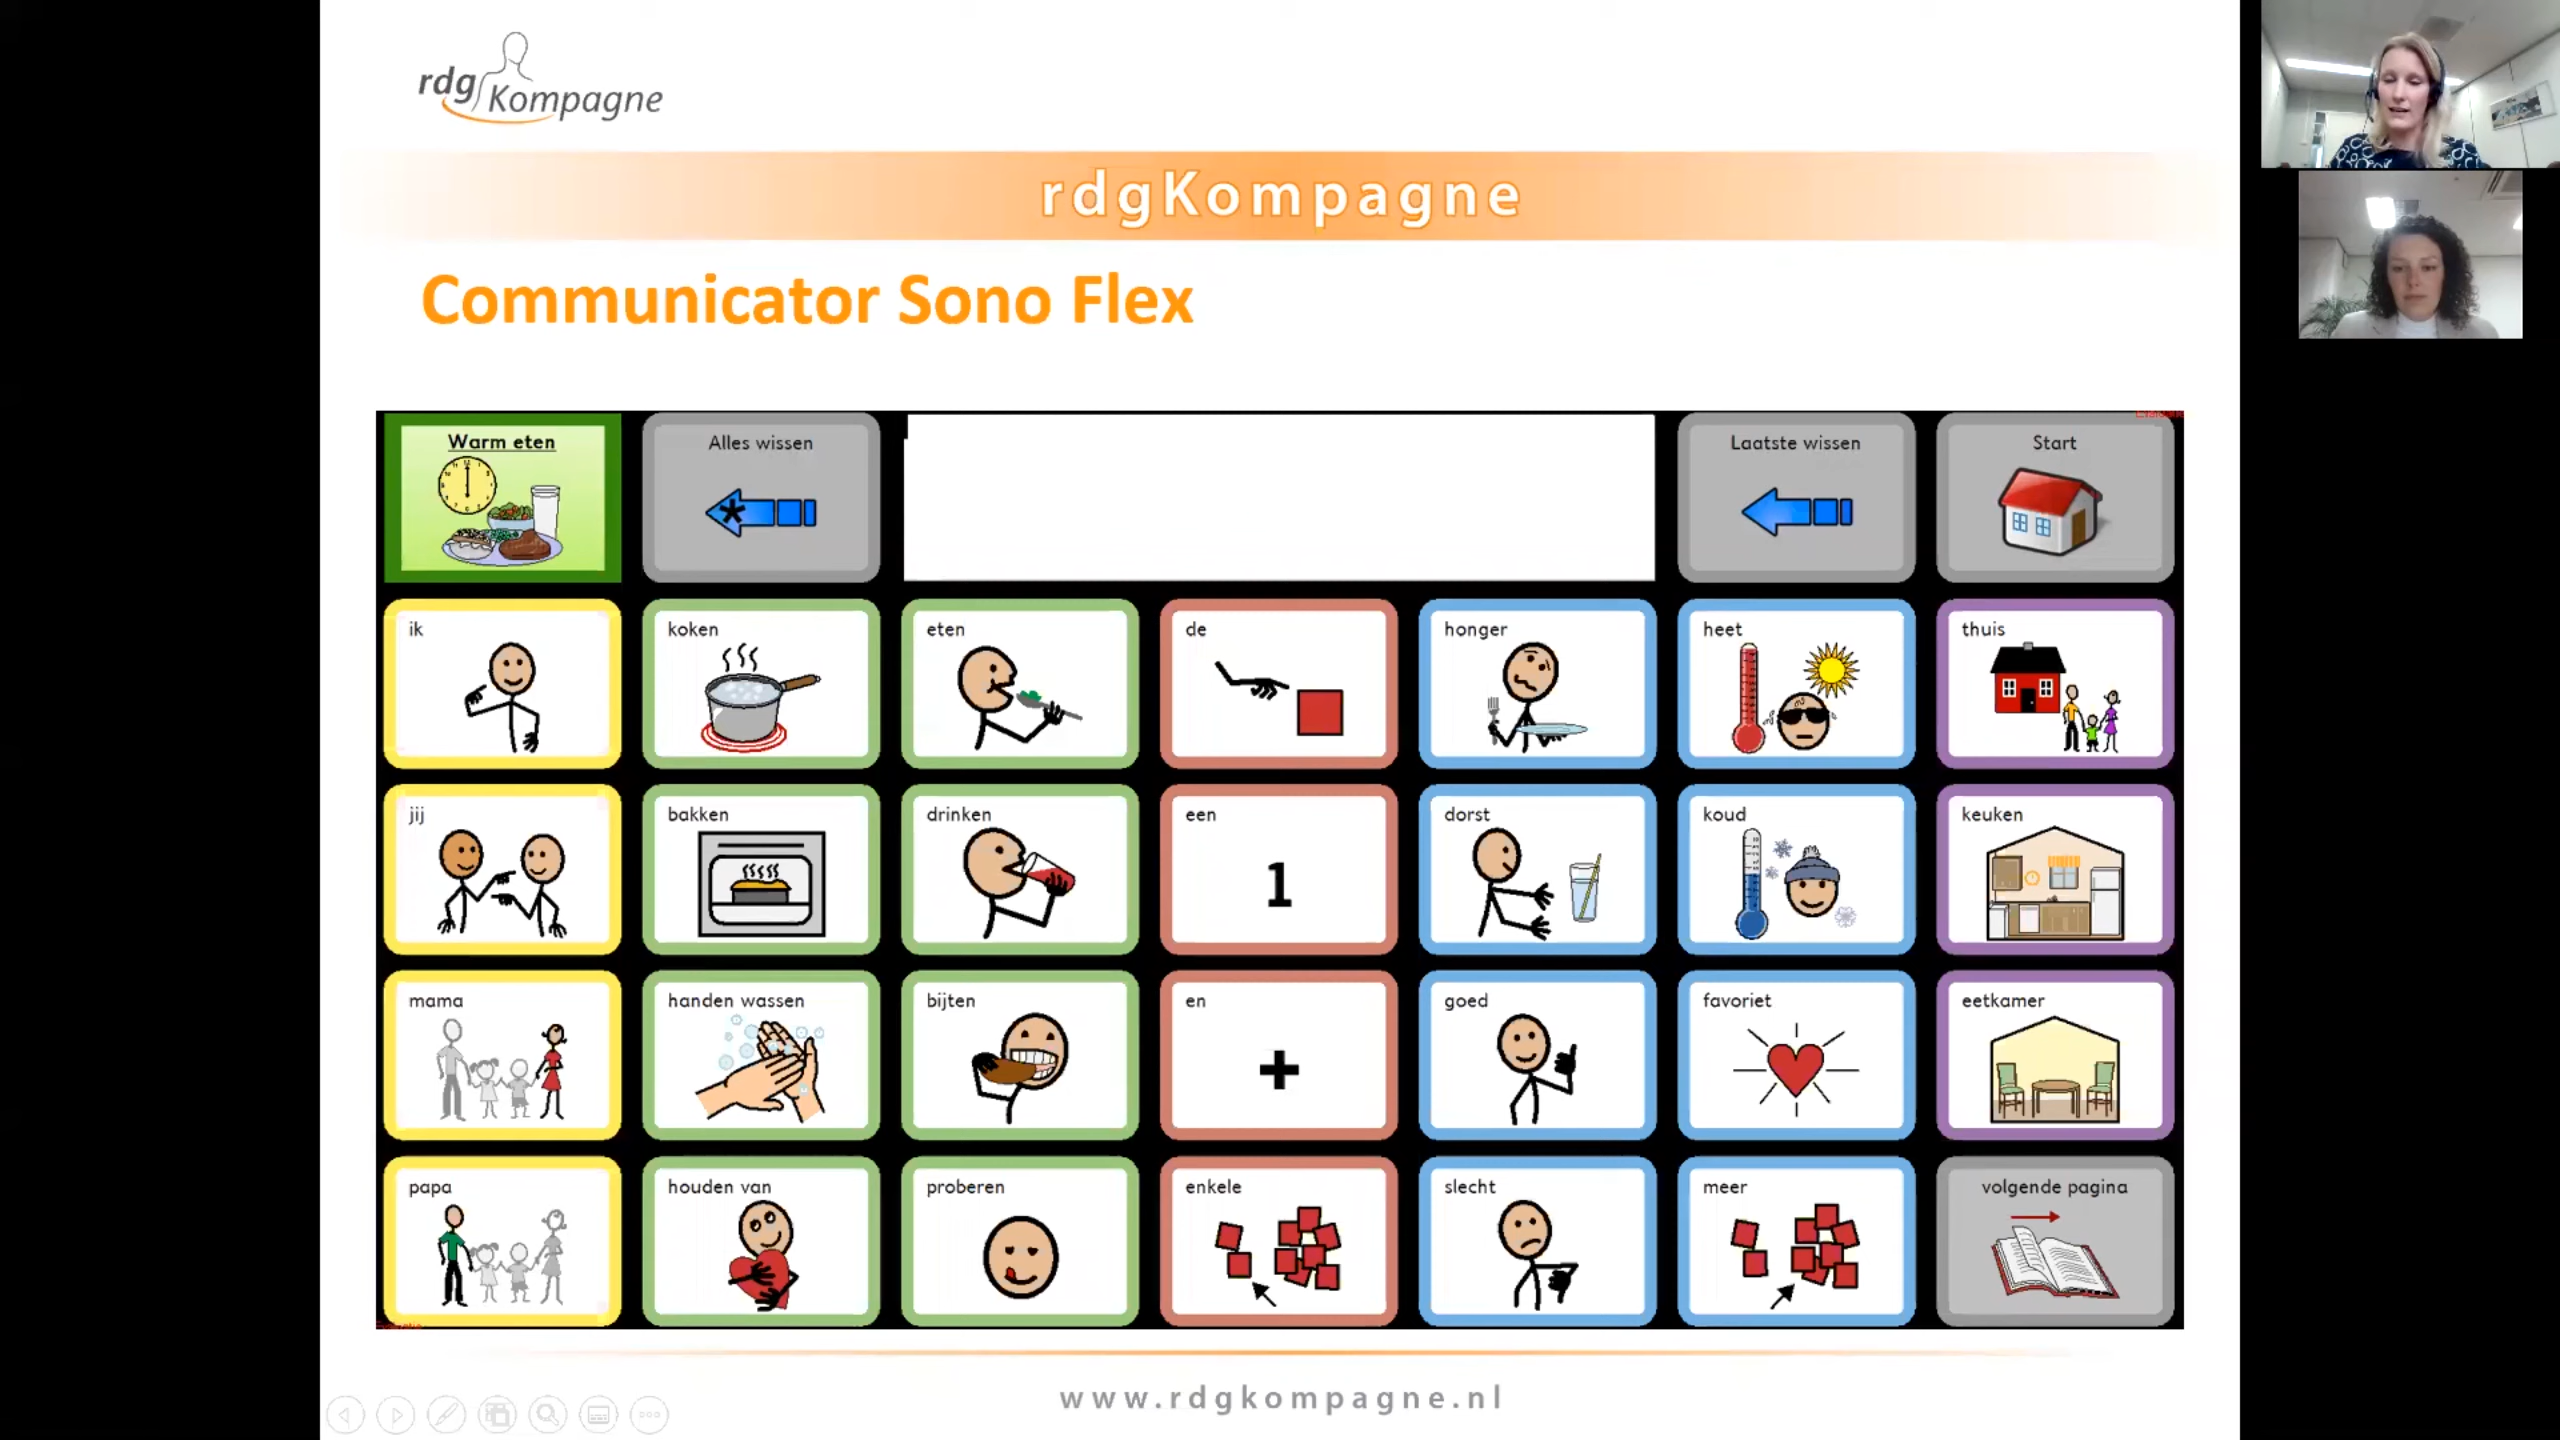 rdg Kompagne
rdgKompagne
Communicator Sono Flex
Warm eten
Alles wissen
Laatste wissen
Start
ik
koken
eten
de
honger
heet
thuis
jij
bakken
drinken
een
1
dorst
koud
keuken
mama
handen wassen
bijten
en
+
goed
favoriet
eetkamer
papa
houden van
proberen
enkele
slecht
meer
volgende pagina
www.rdgkompagne.nl